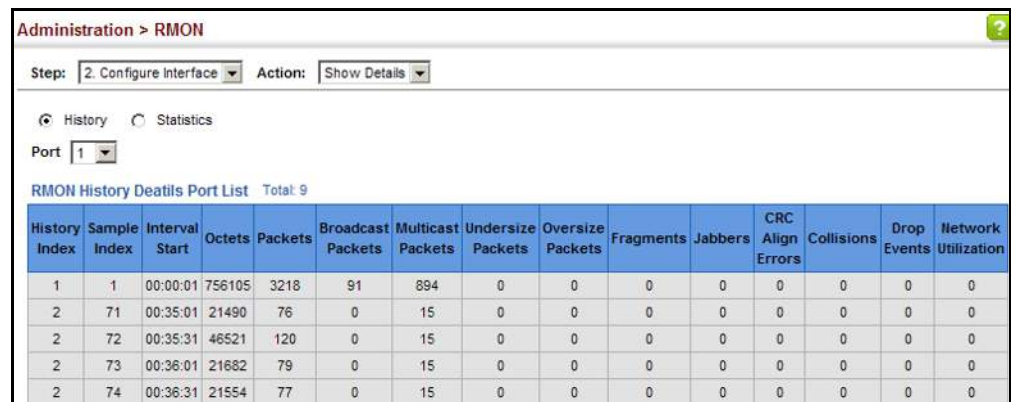 Administration > RMON
?
Step: 2. Configure Interface Action: Show Details
History Statistics
Port 1
RMON History Deatils Port List Total: 9
History Index Sample Index Interval Start Octets Packets Broadcast Packets Multicast Packets Undersize Packets Oversize Packets Fragments Jabbers CRC Align Errors Collisions Drop Events Network Utilization
1 1 00:00:01 756105 3218 91 894 0 0 0 0 0 0 0 0
2 71 00:35:01 21490 76 0 15 0 0 0 0 0 0 0 0
2 72 00:35:31 46521 120 0 15 0 0 0 0 0 0 0 0
2 73 00:36:01 21682 79 0 15 0 0 0 0 0 0 0 0
2 74 00:36:31 21554 77 0 15 0 0 0 0 0 0 0 0